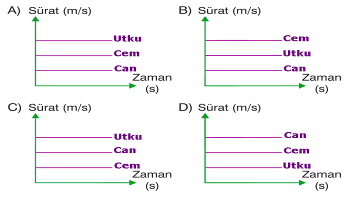 A) Sürat (m/s)
Utku
Cem
Can
Zaman
(s)
B) Sürat (m/s)
Cem
Utku
Can
Zaman
(s)
C) Sürat (m/s)
Utku
Can
Cem
Zaman
(s)
D) Sürat (m/s)
Can
Cem
Utku
Zaman
(s)